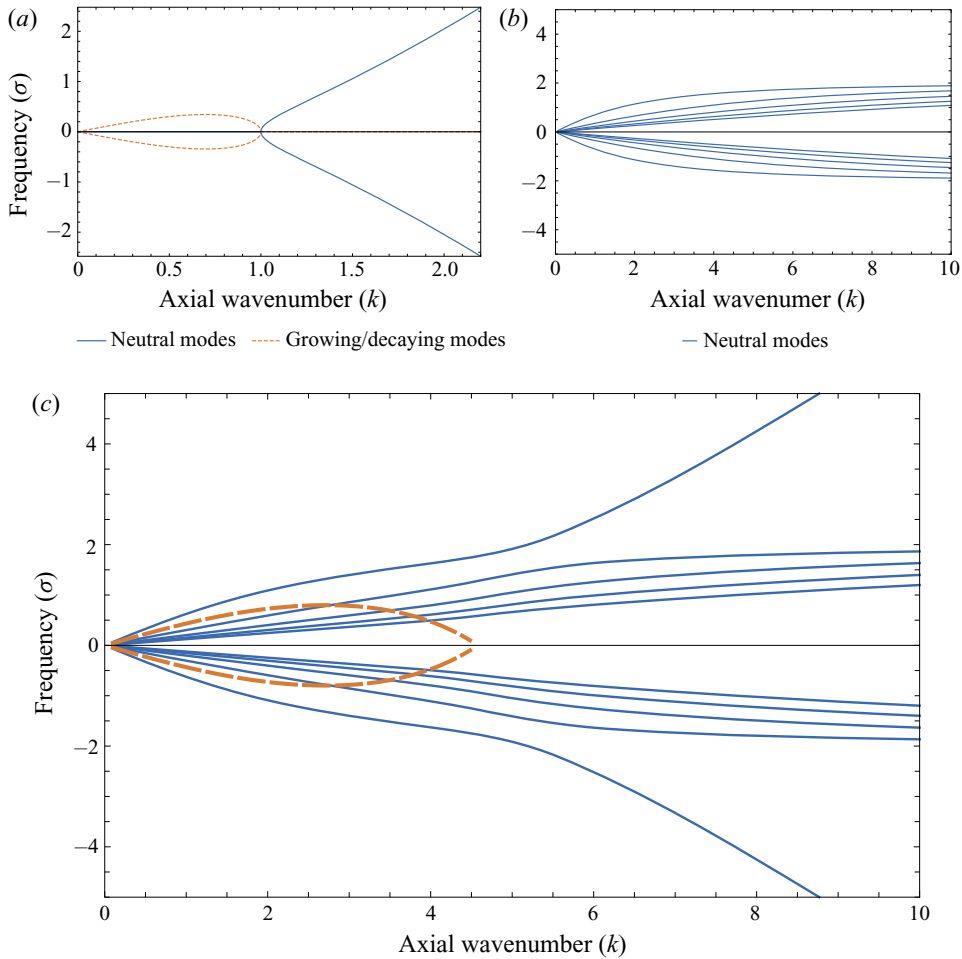 (a)
2
1
0
−1
−2
Frequency (σ)
0 0.5 1.0 1.5 2.0
Axial wavenumber (k)
Neutral modes Growing/decaying modes
(b)
4
2
0
−2
−4
0 2 4 6 8 10
Axial wavenumer (k)
Neutral modes
(c)
4
2
0
−2
−4
Frequency (σ)
0 2 4 6 8 10
Axial wavenumber (k)